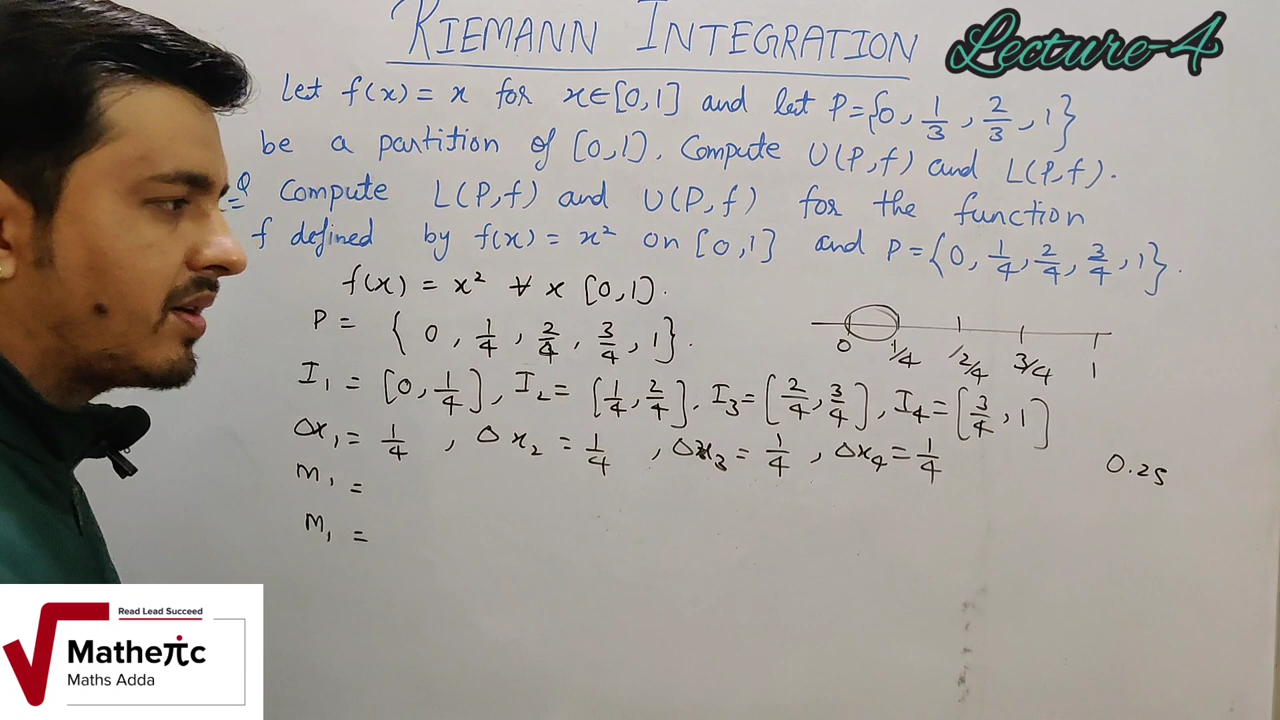 RIEMANN INTEGRATION
Lecture-4
Let f(x) = x for x∈[0,1] and let P={0, 1/3, 2/3, 1}
be a partition of [0,1). Compute U(P,f) and L(P,f).
Q Compute L(P,f) and U(P,f) for the function
f defined by f(x) = x² on [0,1] and P={0, 1/4, 2/4, 3/4, 1}.
f(x) = x² ∀ x [0,1].
P = {0, 1/4, 2/4, 3/4, 1}.
0 1/4 2/4 3/4 1
I₁ = [0, 1/4], I₂ = [1/4, 2/4], I₃ = [2/4, 3/4], I₄ = [3/4, 1]
Δx₁ = 1/4, Δx₂ = 1/4, Δx₃ = 1/4, Δx₄ = 1/4
0.25
m₁ =
M₁ =
Read Lead Succeed
Matheπc
Maths Adda